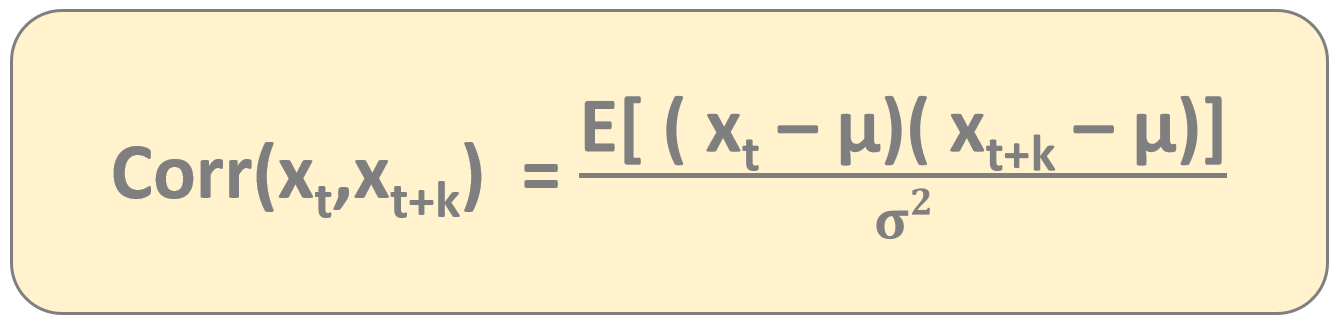 Corr(xₜ,xₜ₊ₖ) = E[ ( xₜ – μ)( xₜ₊ₖ – μ)]
σ²